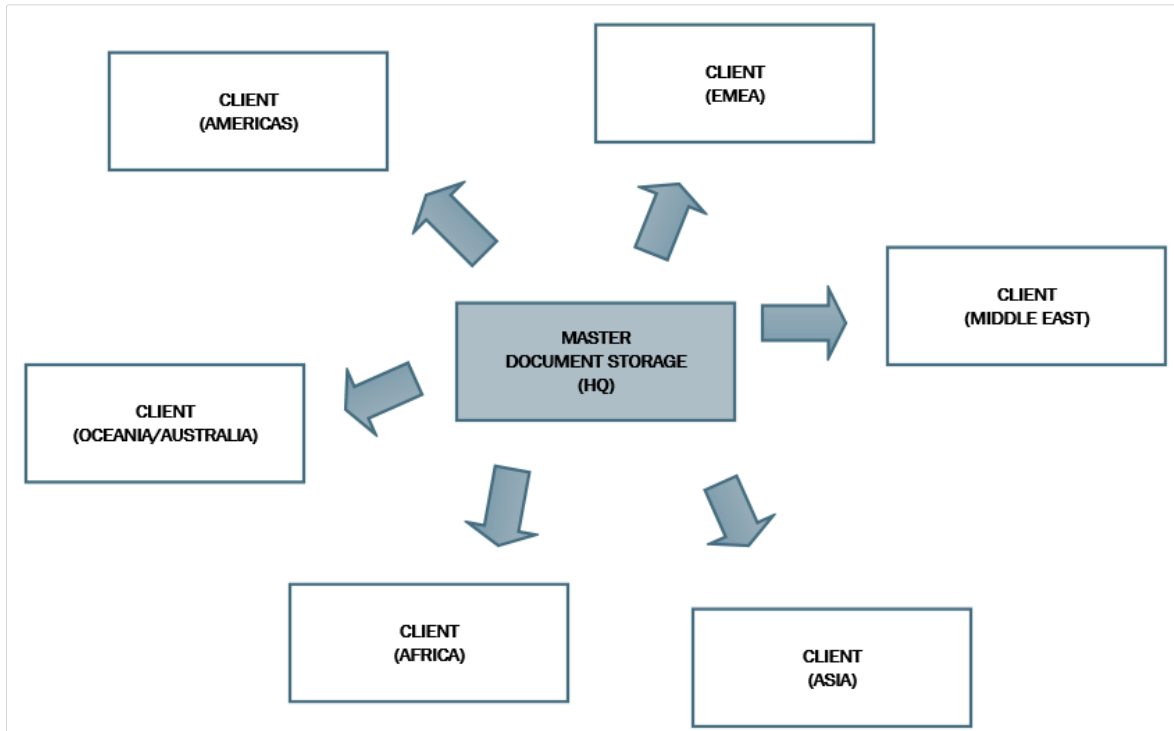 CLIENT
(AMERICAS)
CLIENT
(EMEA)
CLIENT
(MIDDLE EAST)
MASTER
DOCUMENT STORAGE
(HQ)
CLIENT
(OCEANIA/AUSTRALIA)
CLIENT
(AFRICA)
CLIENT
(ASIA)